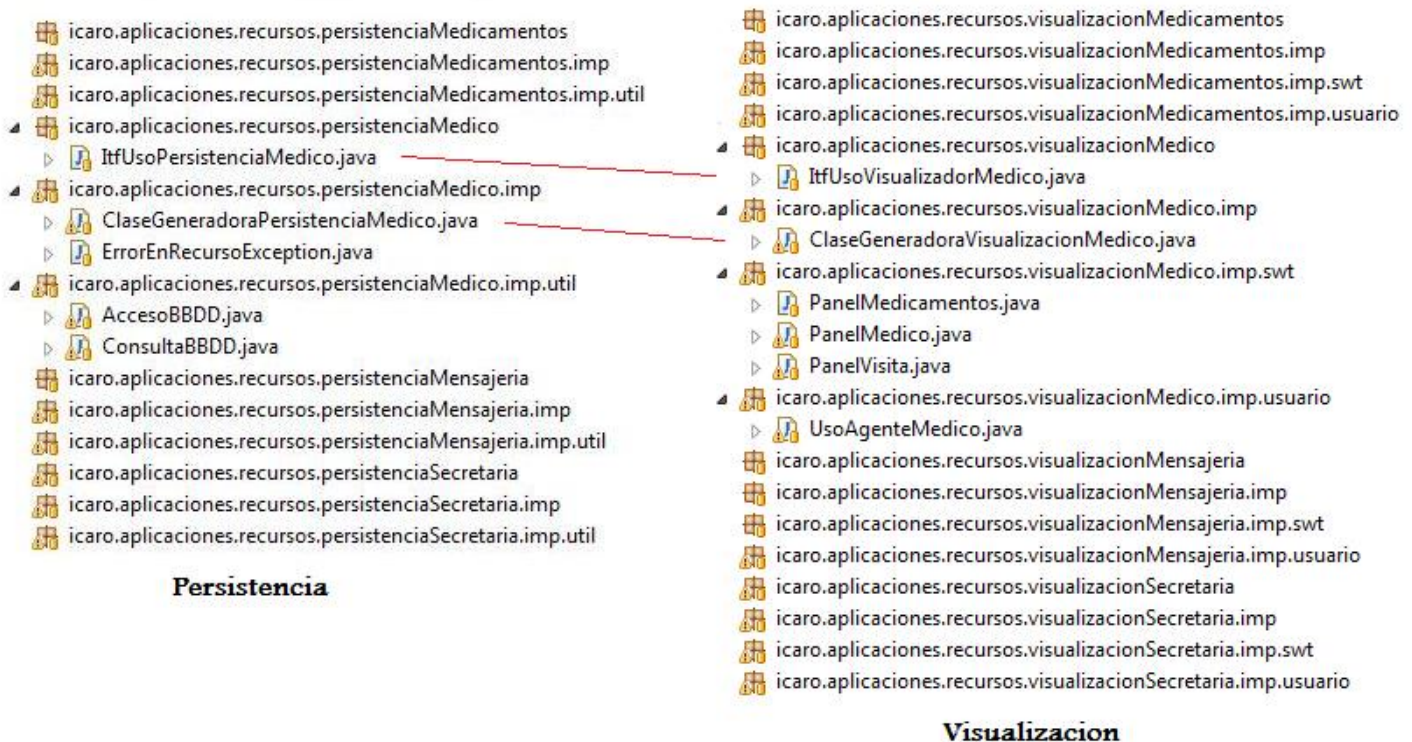 icaro.aplicaciones.recursos.persistenciaMedicamentos
icaro.aplicaciones.recursos.persistenciaMedicamentos.imp
icaro.aplicaciones.recursos.persistenciaMedicamentos.imp.util
icaro.aplicaciones.recursos.persistenciaMedico
ItfUsoPersistenciaMedico.java
icaro.aplicaciones.recursos.persistenciaMedico.imp
ClaseGeneradoraPersistenciaMedico.java
ErrorEnRecursoException.java
icaro.aplicaciones.recursos.persistenciaMedico.imp.util
AccesoBBDD.java
ConsultaBBDD.java
icaro.aplicaciones.recursos.persistenciaMensajeria
icaro.aplicaciones.recursos.persistenciaMensajeria.imp
icaro.aplicaciones.recursos.persistenciaMensajeria.imp.util
icaro.aplicaciones.recursos.persistenciaSecretaria
icaro.aplicaciones.recursos.persistenciaSecretaria.imp
icaro.aplicaciones.recursos.persistenciaSecretaria.imp.util
Persistencia
icaro.aplicaciones.recursos.visualizacionMedicamentos
icaro.aplicaciones.recursos.visualizacionMedicamentos.imp
icaro.aplicaciones.recursos.visualizacionMedicamentos.imp.swt
icaro.aplicaciones.recursos.visualizacionMedicamentos.imp.usuario
icaro.aplicaciones.recursos.visualizacionMedico
ItfUsoVisualizadorMedico.java
icaro.aplicaciones.recursos.visualizacionMedico.imp
ClaseGeneradoraVisualizacionMedico.java
icaro.aplicaciones.recursos.visualizacionMedico.imp.swt
PanelMedicamentos.java
PanelMedico.java
PanelVisita.java
icaro.aplicaciones.recursos.visualizacionMedico.imp.usuario
UsoAgenteMedico.java
icaro.aplicaciones.recursos.visualizacionMensajeria
icaro.aplicaciones.recursos.visualizacionMensajeria.imp
icaro.aplicaciones.recursos.visualizacionMensajeria.imp.swt
icaro.aplicaciones.recursos.visualizacionMensajeria.imp.usuario
icaro.aplicaciones.recursos.visualizacionSecretaria
icaro.aplicaciones.recursos.visualizacionSecretaria.imp
icaro.aplicaciones.recursos.visualizacionSecretaria.imp.swt
icaro.aplicaciones.recursos.visualizacionSecretaria.imp.usuario
Visualizacion